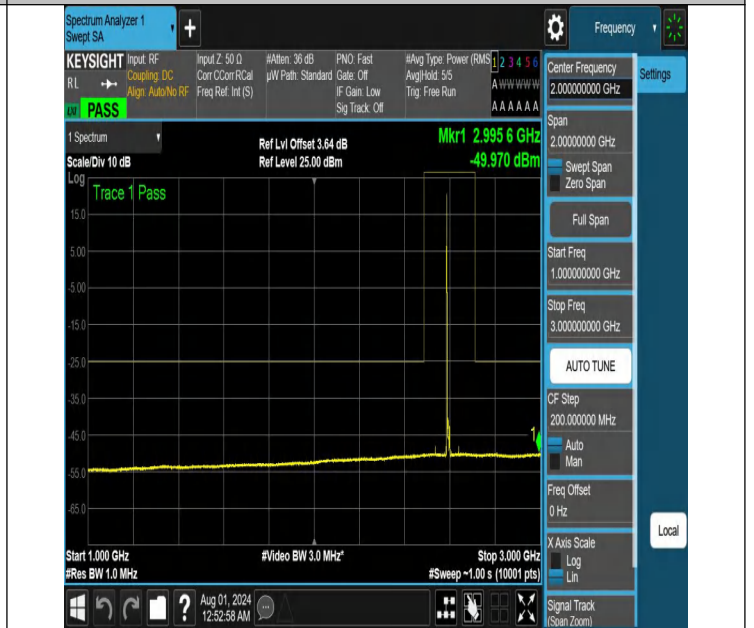 Spectrum Analyzer 1
Swept SA
+
Frequency
KEYSIGHT
RL
LXI
PASS
Input: RF
Coupling: DC
Align: Auto/No RF
Input Z: 50 Ω
Corr CCorr RCal
Freq Ref: Int (S)
#Atten: 36 dB
µW Path: Standard
PNO: Fast
Gate: Off
IF Gain: Low
Sig Track: Off
#Avg Type: Power (RMS
Avg|Hold: 5/5
Trig: Free Run
1 2 3 4 5 6
A W W W W W
A A A A A A
1 Spectrum
Scale/Div 10 dB
Ref Lvl Offset 3.64 dB
Ref Level 25.00 dBm
Mkr1 2.995 6 GHz
-49.970 dBm
Log
Trace 1 Pass
15.0
5.00
-5.00
-15.0
-25.0
-35.0
-45.0
-55.0
-65.0
1
Start 1.000 GHz
#Res BW 1.0 MHz
#Video BW 3.0 MHz*
Stop 3.000 GHz
#Sweep ~1.00 s (10001 pts)
Center Frequency
2.000000000 GHz
Settings
Span
2.00000000 GHz
Swept Span
Zero Span
Full Span
Start Freq
1.000000000 GHz
Stop Freq
3.000000000 GHz
AUTO TUNE
CF Step
200.000000 MHz
Auto
Man
Freq Offset
0 Hz
X Axis Scale
Log
Lin
Local
Signal Track
(Span Zoom)
?
Aug 01, 2024
12:52:58 AM